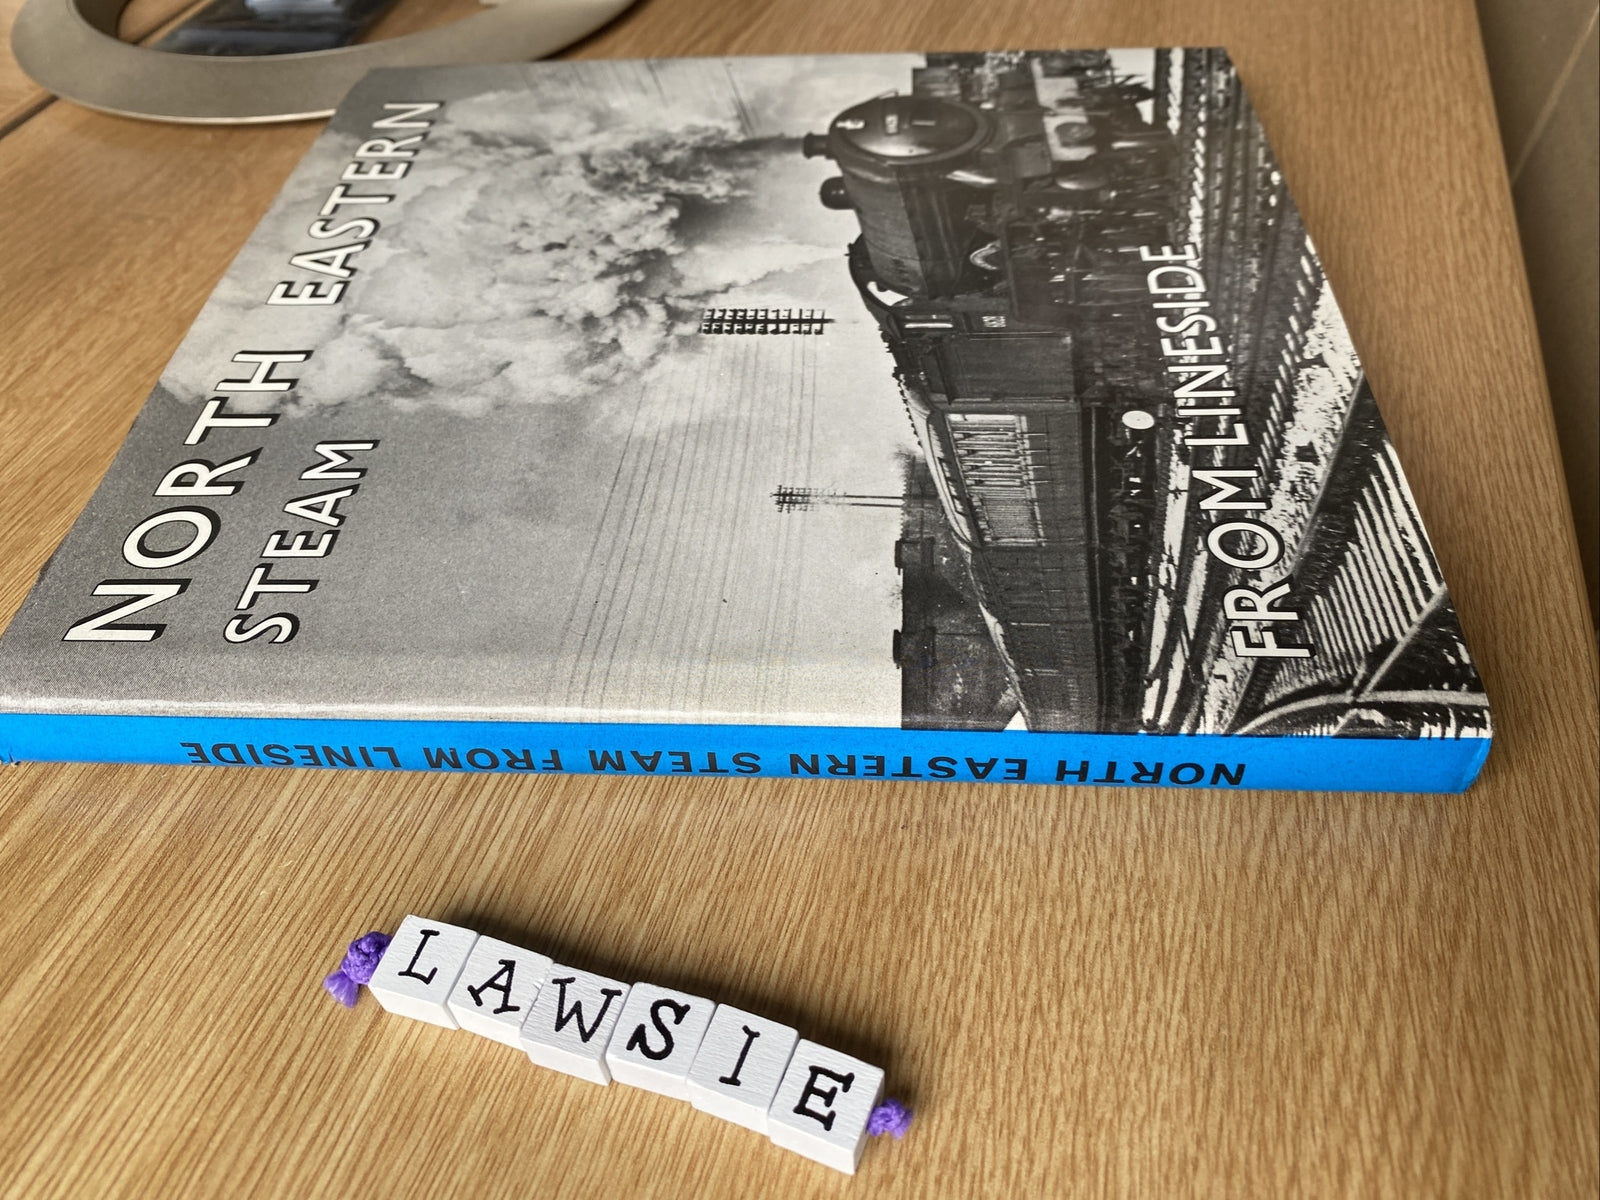 NORTH EASTERN
STEAM
FROM LINESIDE
NORTH EASTERN STEAM FROM LINESIDE
LAWSIE